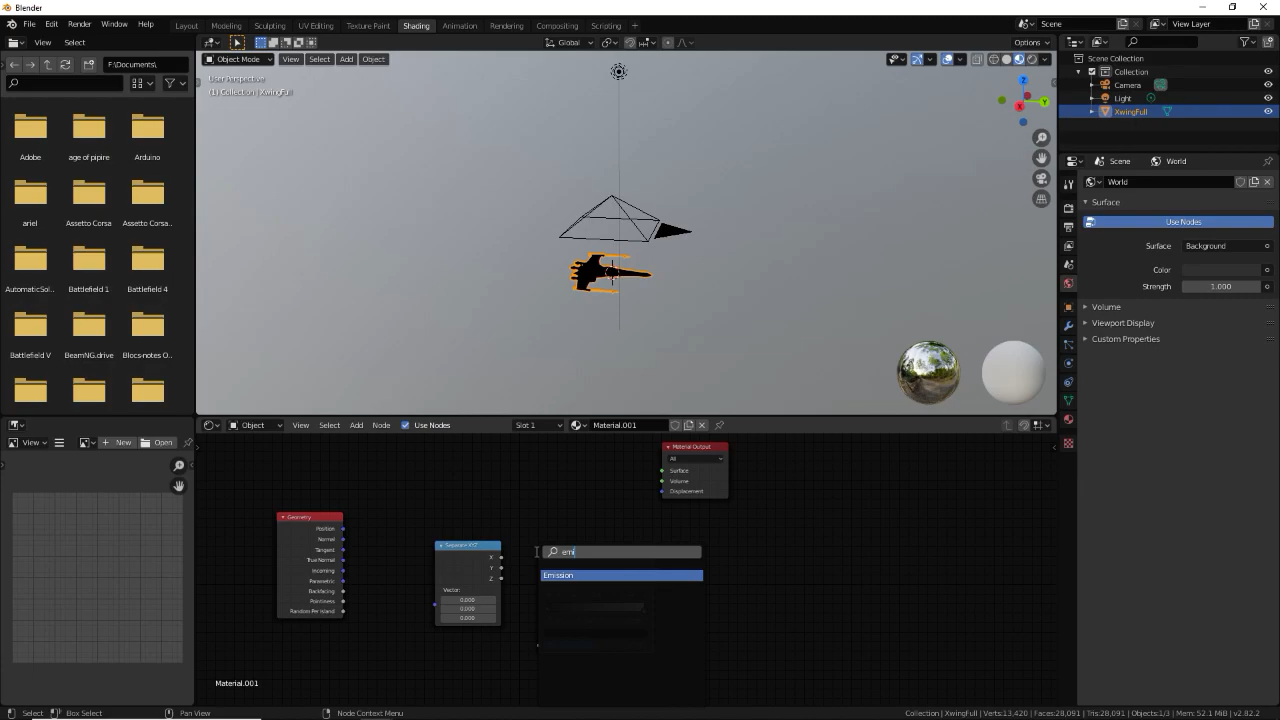 Blender
File Edit Render Window Help Layout Modeling Sculpting UV Editing Texture Paint Shading Animation Rendering Compositing Scripting + Scene View Layer
View Select
Global Options
F:\Documents\
Object Mode View Select Add Object
User Perspective
(1) Collection | XwingFull
Scene Collection
Collection
Camera
Light
XwingFull
Z
Y
X
Adobe age of pipire Arduino
ariel Assetto Corsa Assetto Corsa..
AutomaticSol.. Battlefield 1 Battlefield 4
Battlefield V BeamNG.drive Blocs-notes O..
Scene World
World
Surface
Use Nodes
Surface Background
Color
Strength 1.000
Volume
Viewport Display
Custom Properties
View New Open
Object View Select Add Node Use Nodes Slot 1 Material.001
Material Output
All
Surface
Volume
Displacement
Geometry
Position
Normal
Tangent
True Normal
Incoming
Parametric
Backfacing
Pointiness
Random Per Island
Separate XYZ
X
Y
Z
Vector:
0.000
0.000
0.000
emi
Emission
Material.001
Select Box Select Pan View Node Context Menu Collection | XwingFull | Verts:13,420 | Faces:28,091 | Tris:28,091 | Objects:1/3 | Mem: 52.1 MiB | v2.82.2